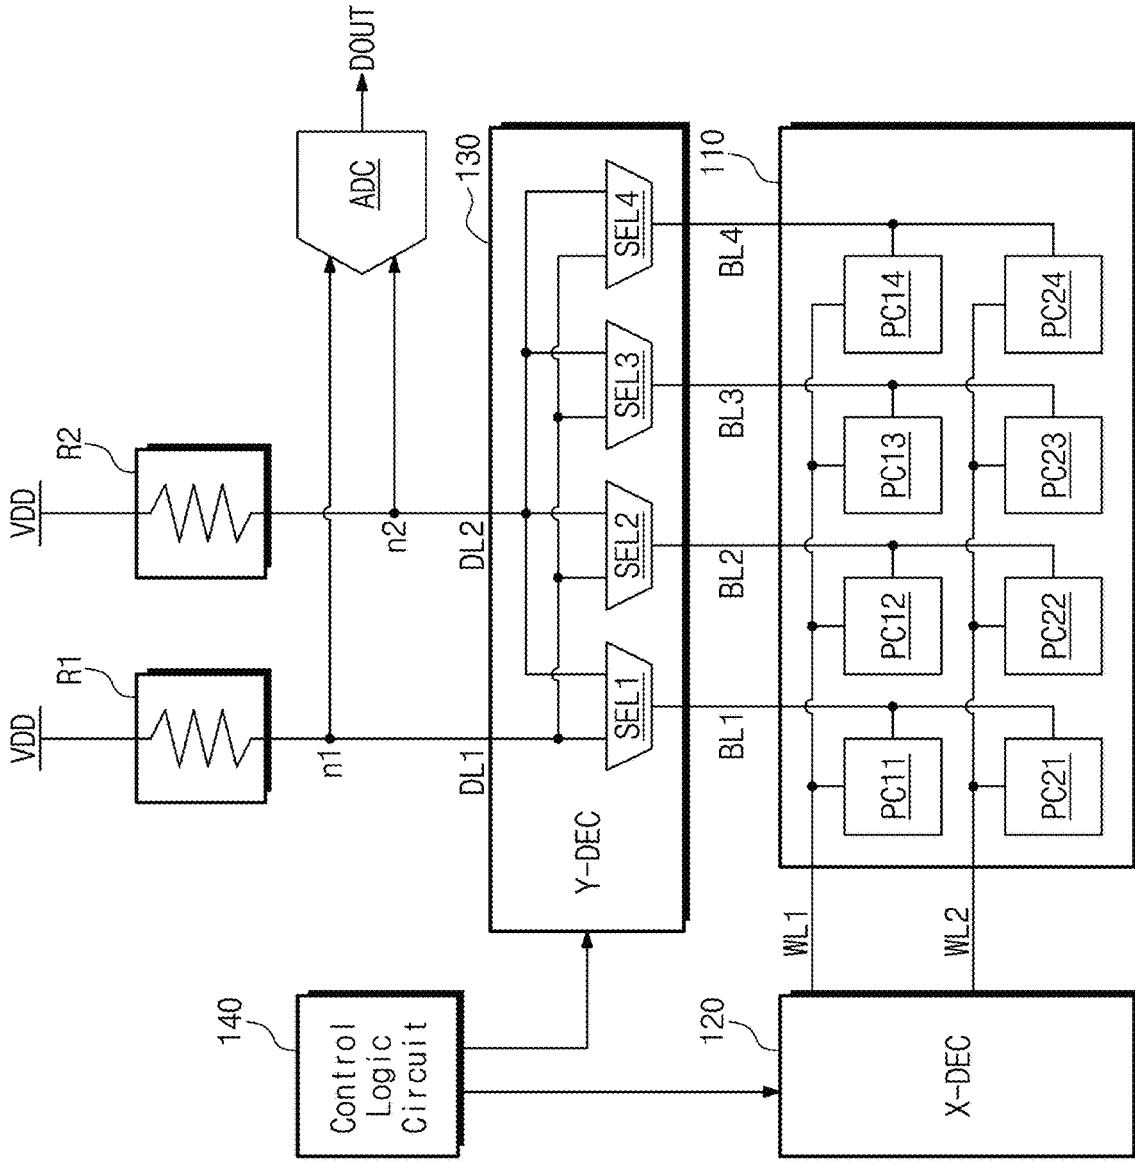 VDD
VDD
R1
R2
n1
n2
ADC
DOUT
140
Control
Logic
Circuit
DL1
DL2
130
Y-DEC
SEL1
SEL2
SEL3
SEL4
BL1
BL2
BL3
BL4
110
120
X-DEC
WL1
WL2
PC11
PC12
PC13
PC14
PC21
PC22
PC23
PC24